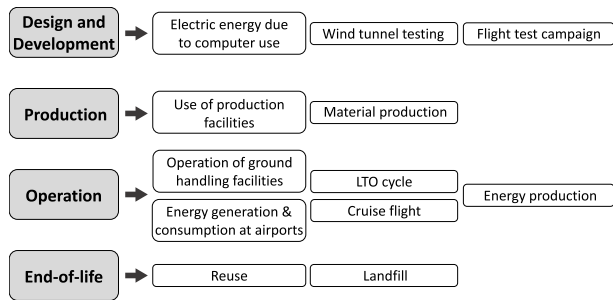 Design and
Development
Electric energy due
to computer use
Wind tunnel testing
Flight test campaign
Production
Use of production
facilities
Material production
Operation
Operation of ground
handling facilities
LTO cycle
Energy production
Energy generation &
consumption at airports
Cruise flight
End-of-life
Reuse
Landfill